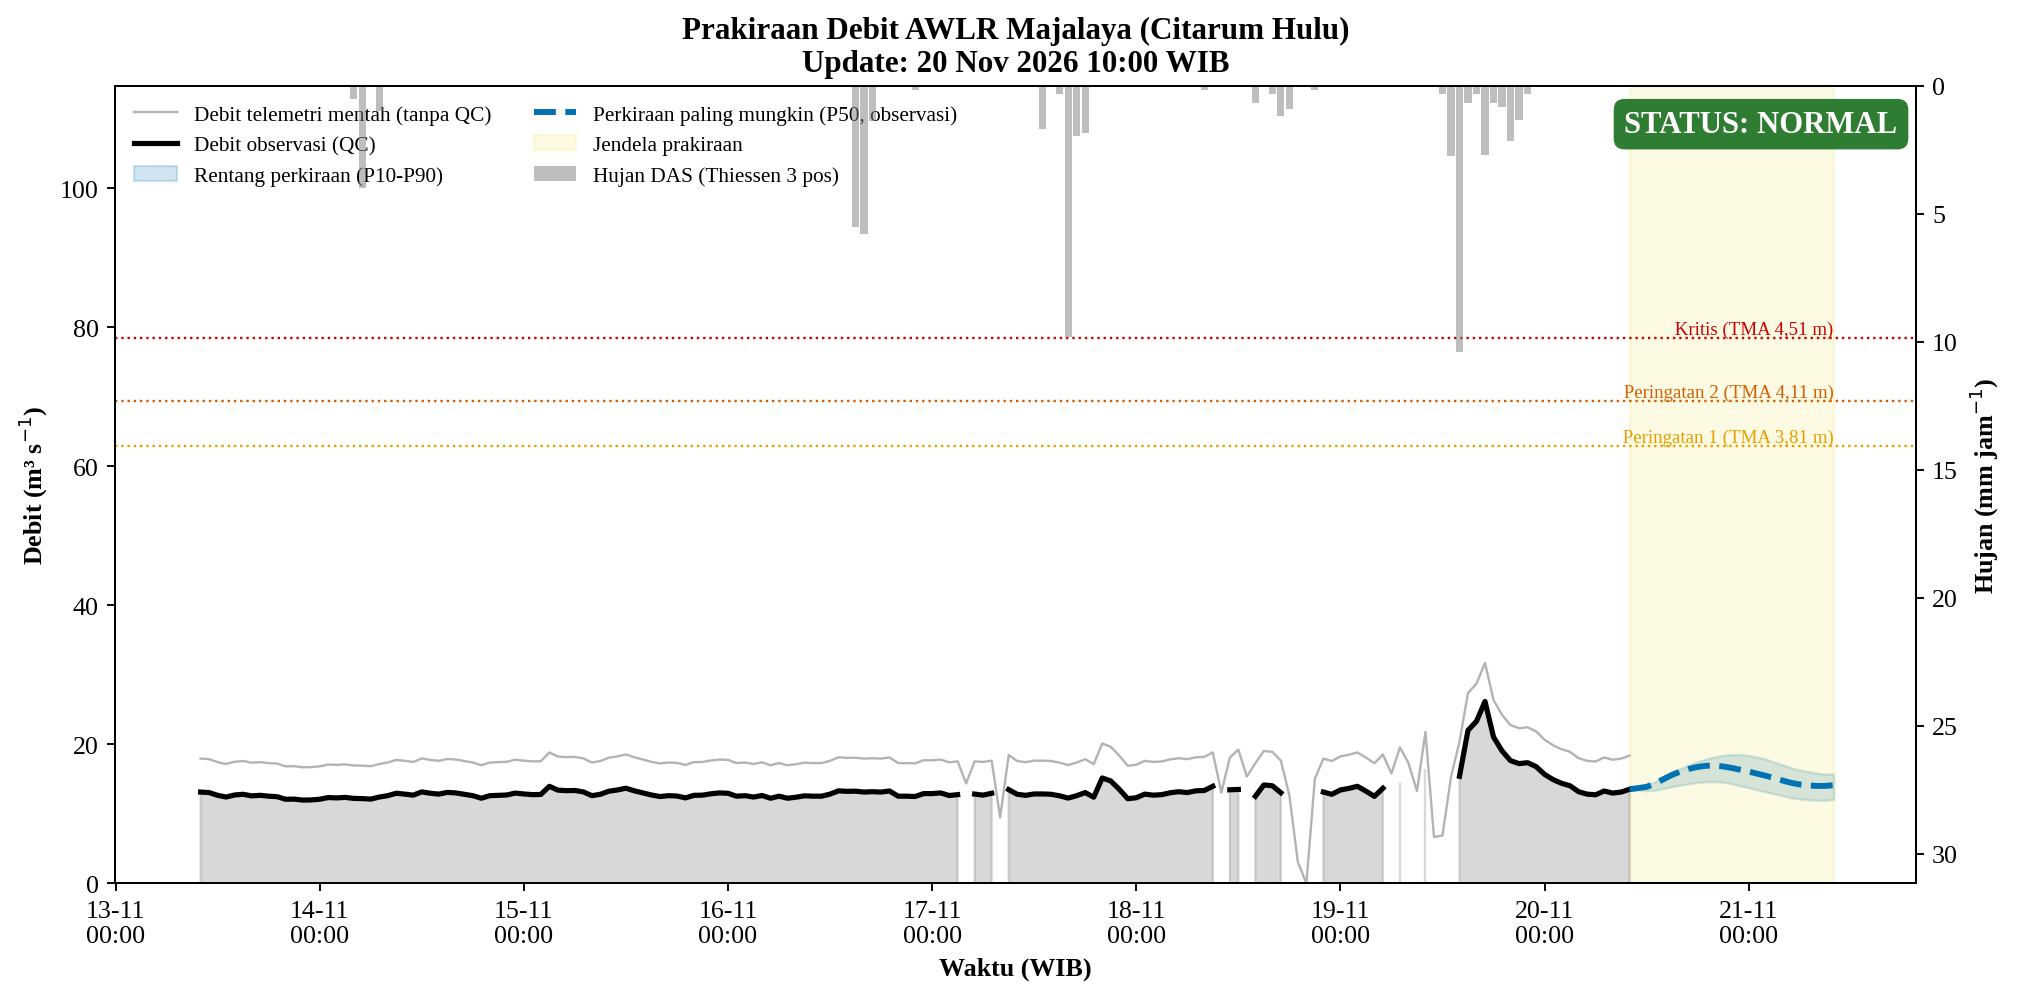 Prakiraan Debit AWLR Majalaya (Citarum Hulu)
Update: 20 Nov 2026 10:00 WIB
Debit telemetri mentah (tanpa QC)
Debit observasi (QC)
Rentang perkiraan (P10-P90)
Perkiraan paling mungkin (P50, observasi)
Jendela prakiraan
Hujan DAS (Thiessen 3 pos)
STATUS: NORMAL
Kritis (TMA 4,51 m)
Peringatan 2 (TMA 4,11 m)
Peringatan 1 (TMA 3,81 m)
Debit (m³ s⁻¹)
100
80
60
40
20
0
Hujan (mm jam⁻¹)
0
5
10
15
20
25
30
13-11 14-11 15-11 16-11 17-11 18-11 19-11 20-11 21-11
00:00 00:00 00:00 00:00 00:00 00:00 00:00 00:00 00:00
Waktu (WIB)